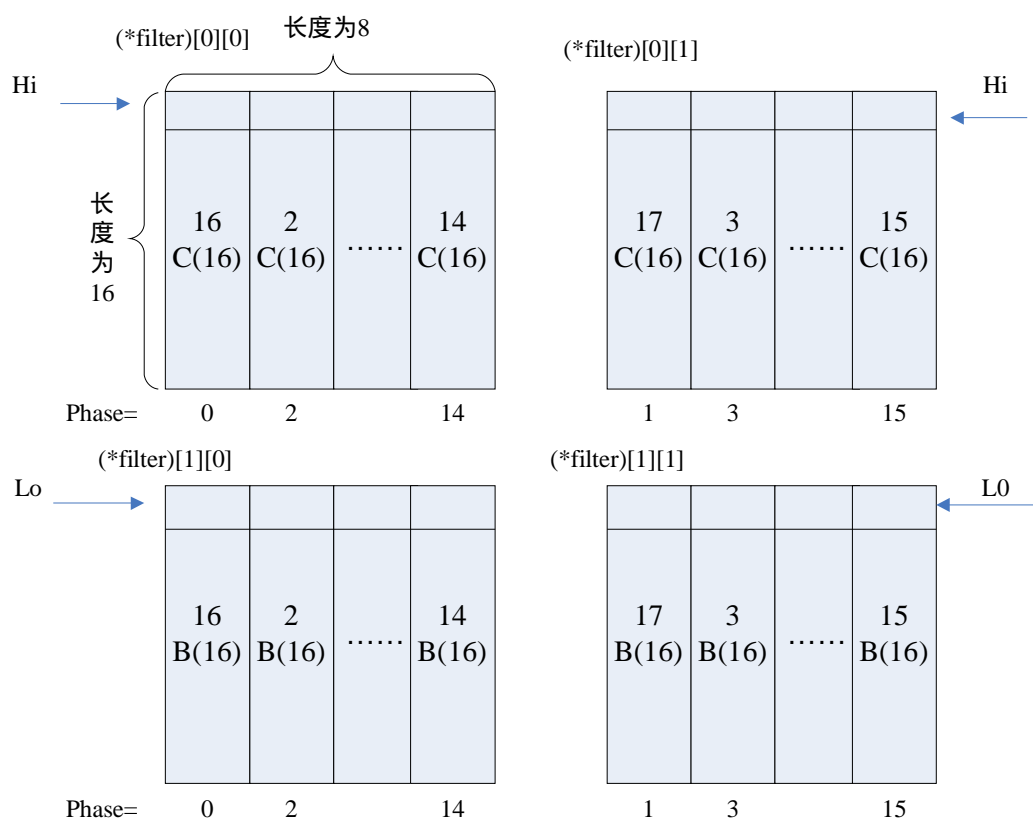 (*filter)[0][0]
长度为8
(*filter)[0][1]
Hi
Hi
长
度
为
16
16 2 14
C(16) C(16) …… C(16)
17 3 15
C(16) C(16) …… C(16)
Phase= 0 2 14
1 3 15
(*filter)[1][0]
(*filter)[1][1]
Lo
L0
16 2 14
B(16) B(16) …… B(16)
17 3 15
B(16) B(16) …… B(16)
Phase= 0 2 14
1 3 15